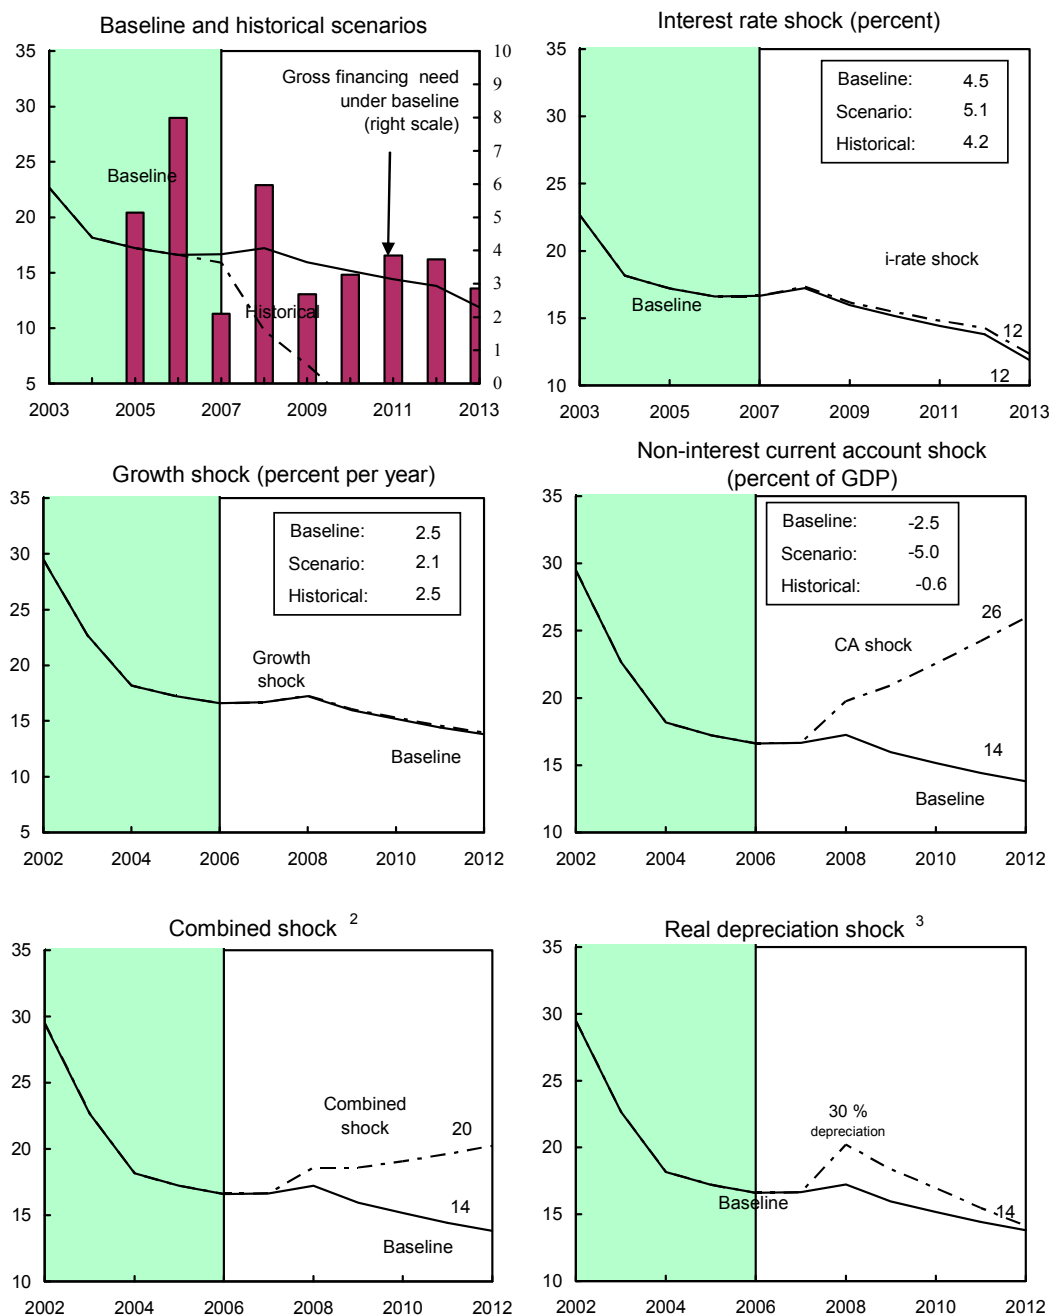 Baseline and historical scenarios
35
30
25
20
15
10
5
10
9
8
7
6
5
4
3
2
1
0
Gross financing need
under baseline
(right scale)
Baseline
Historical
2003 2005 2007 2009 2011 2013
Interest rate shock (percent)
35
30
25
20
15
10
Baseline: 4.5
Scenario: 5.1
Historical: 4.2
i-rate shock
Baseline
12
12
2003 2005 2007 2009 2011 2013
Growth shock (percent per year)
35
30
25
20
15
10
5
Baseline: 2.5
Scenario: 2.1
Historical: 2.5
Growth
shock
Baseline
2002 2004 2006 2008 2010 2012
Non-interest current account shock
(percent of GDP)
35
30
25
20
15
10
Baseline: -2.5
Scenario: -5.0
Historical: -0.6
26
CA shock
14
Baseline
2002 2004 2006 2008 2010 2012
Combined shock 2
35
30
25
20
15
10
Combined
shock
20
14
Baseline
2002 2004 2006 2008 2010 2012
Real depreciation shock 3
35
30
25
20
15
10
30 %
depreciation
Baseline
14
2002 2004 2006 2008 2010 2012